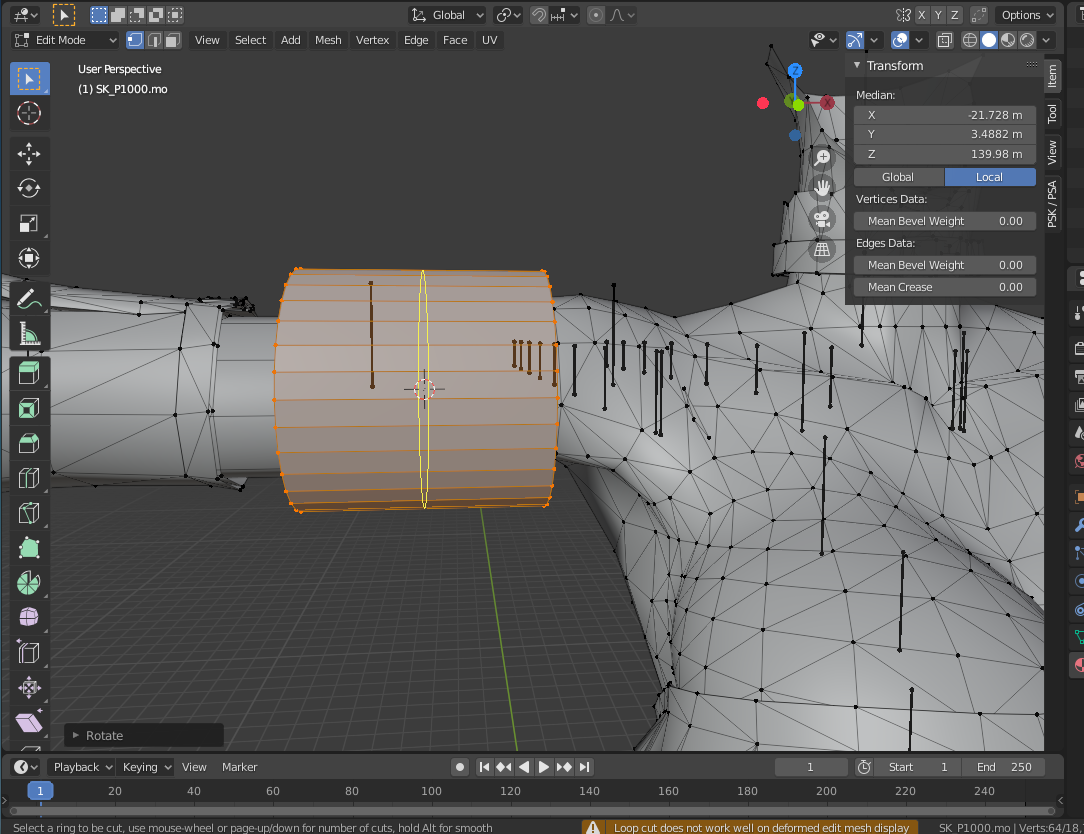 Global
X Y Z
Options
Edit Mode
View Select Add Mesh Vertex Edge Face UV
User Perspective
(1) SK_P1000.mo
Z
X
Transform
Median:
X -21.728 m
Y 3.4882 m
Z 139.98 m
Global Local
Vertices Data:
Mean Bevel Weight 0.00
Edges Data:
Mean Bevel Weight 0.00
Mean Crease 0.00
Item
Tool
View
PSK / PSA
Rotate
Playback Keying View Marker
1
Start 1
End 250
1 20 40 60 80 100 120 140 160 180 200 220 240
Select a ring to be cut, use mouse-wheel or page-up/down for number of cuts, hold Alt for smooth
Loop cut does not work well on deformed edit mesh display
SK_P1000.mo | Verts:64/18